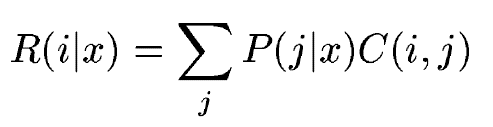 R(i|x) = ∑_j P(j|x)C(i, j)